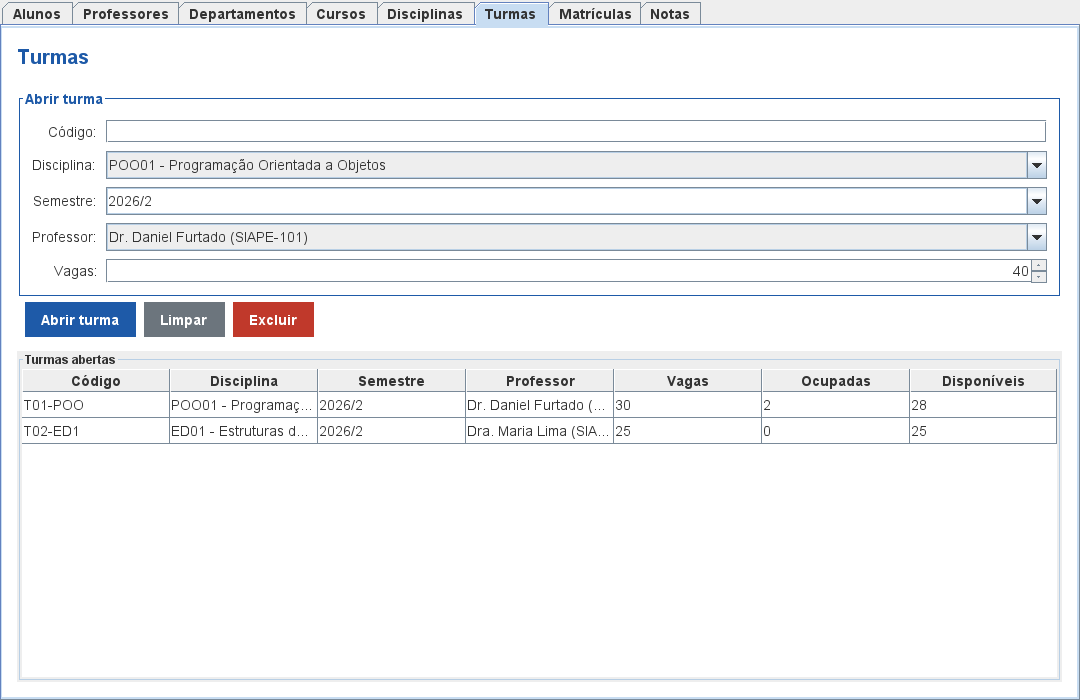 Alunos Professores Departamentos Cursos Disciplinas Turmas Matrículas Notas
Turmas
Abrir turma
Código:
Disciplina: POO01 - Programação Orientada a Objetos
Semestre: 2026/2
Professor: Dr. Daniel Furtado (SIAPE-101)
Vagas: 40
Abrir turma Limpar Excluir
Turmas abertas
Código Disciplina Semestre Professor Vagas Ocupadas Disponíveis
T01-POO POO01 - Programaç... 2026/2 Dr. Daniel Furtado (... 30 2 28
T02-ED1 ED01 - Estruturas d... 2026/2 Dra. Maria Lima (SIA... 25 0 25